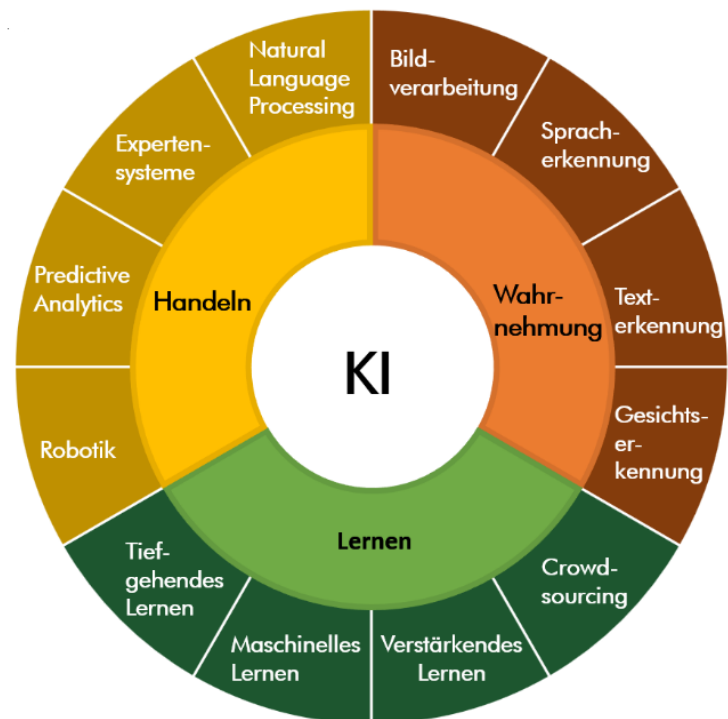 Natural
Language
Processing
Bild-
verarbeitung
Experten-
systeme
Sprach-
erkennung
Predictive
Analytics
Handeln
Wahr-
nehmung
Text-
erkennung
KI
Robotik
Gesichts-
er-
kennung
Lernen
Tief-
gehendes
Lernen
Maschinelles
Lernen
Verstärkendes
Lernen
Crowd-
sourcing